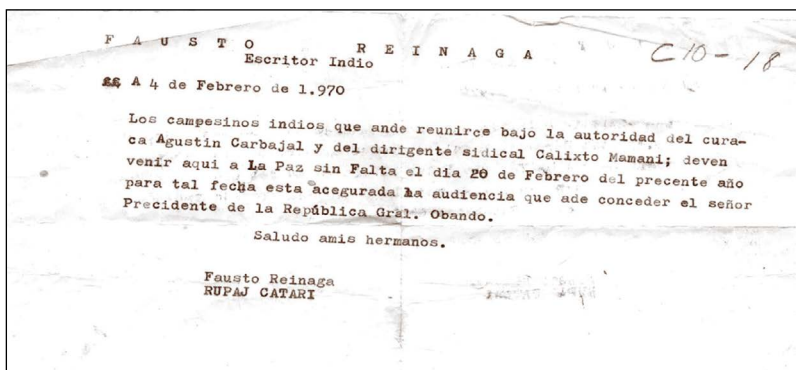 F A U S T O R E I N A G A
Escritor Indio
C10-18
A 4 de Febrero de 1.970
Los campesinos indios que ande reunirce bajo la autoridad del cura-
ca Agustin Carbajal y del dirigente sidical Calixto Mamani; deven
venir aqui a La Paz sin Falta el dia 20 de Febrero del precente año
para tal fecha esta acegurada la audiencia que ade conceder el señor
Precidente de la República Gral. Obando.
Saludo amis hermanos.
Fausto Reinaga
RUPAJ CATARI